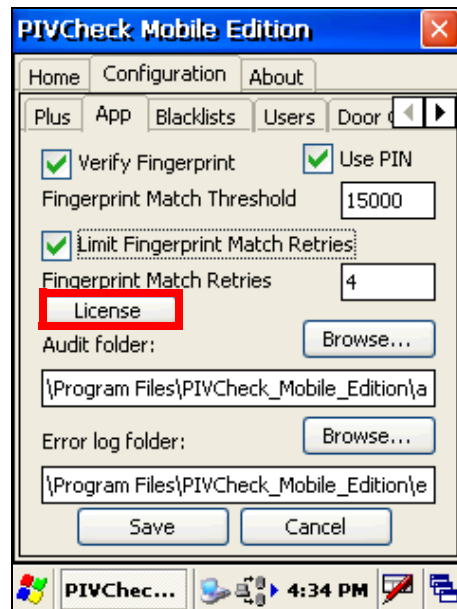 PIVCheck Mobile Edition
Home Configuration About
Plus App Blacklists Users Door
Verify Fingerprint Use PIN
Fingerprint Match Threshold 15000
Limit Fingerprint Match Retries
Fingerprint Match Retries 4
License
Audit folder: Browse...
\Program Files\PIVCheck_Mobile_Edition\a
Error log folder: Browse...
\Program Files\PIVCheck_Mobile_Edition\e
Save Cancel
PIVChec... 4:34 PM